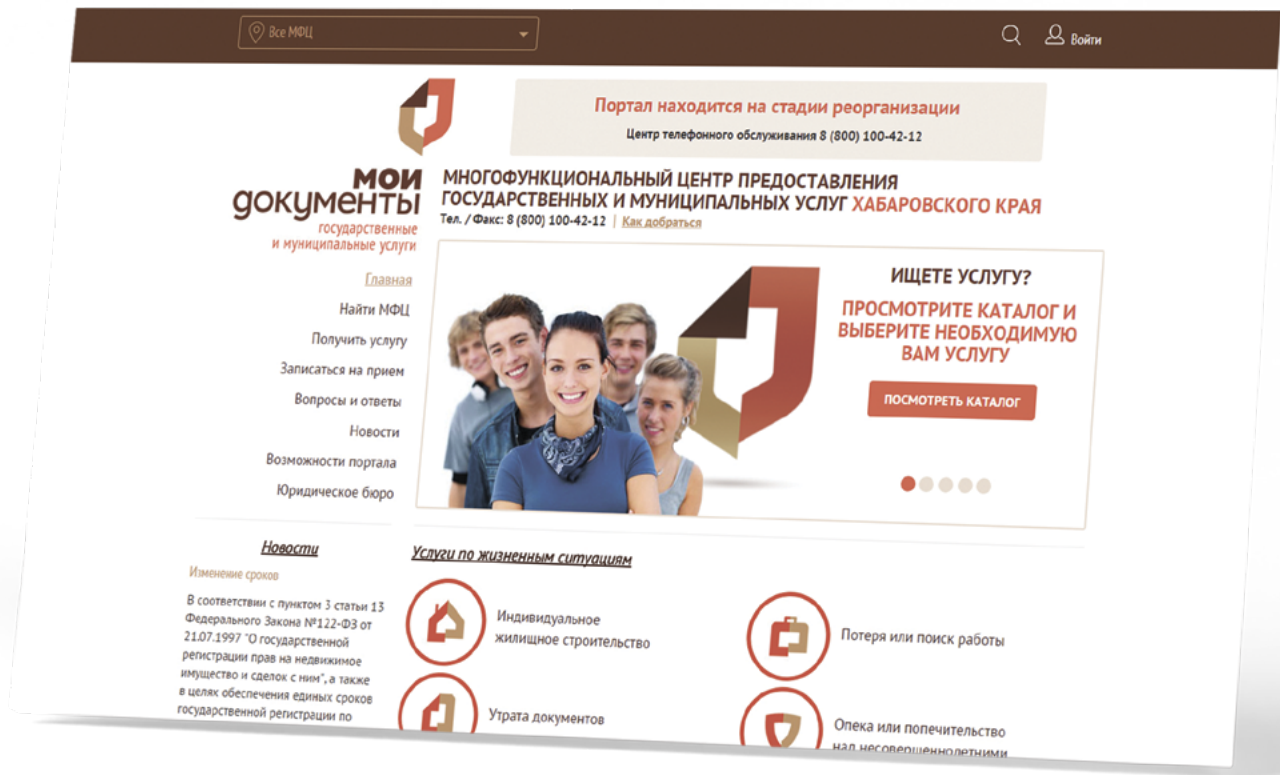 Все МФЦ
Войти
Портал находится на стадии реорганизации
Центр телефонного обслуживания 8 (800) 100-42-12
мои
документы
государственные
и муниципальные услуги
МНОГОФУНКЦИОНАЛЬНЫЙ ЦЕНТР ПРЕДОСТАВЛЕНИЯ
ГОСУДАРСТВЕННЫХ И МУНИЦИПАЛЬНЫХ УСЛУГ ХАБАРОВСКОГО КРАЯ
Тел. / Факс: 8 (800) 100-42-12 | Как добраться
Главная
Найти МФЦ
Получить услугу
Записаться на прием
Вопросы и ответы
Новости
Возможности портала
Юридическое бюро
ИЩЕТЕ УСЛУГУ?
ПРОСМОТРИТЕ КАТАЛОГ И
ВЫБЕРИТЕ НЕОБХОДИМУЮ
ВАМ УСЛУГУ
ПОСМОТРЕТЬ КАТАЛОГ
Новости
Изменение сроков
В соответствии с пунктом 3 статьи 13
Федерального Закона №122-ФЗ от
21.07.1997 "О государственной
регистрации прав на недвижимое
имущество и сделок с ним", а также
в целях обеспечения единых сроков
государственной регистрации по
Услуги по жизненным ситуациям
Индивидуальное
жилищное строительство
Потеря или поиск работы
Утрата документов
Опека или попечительство
над несовершеннолетними